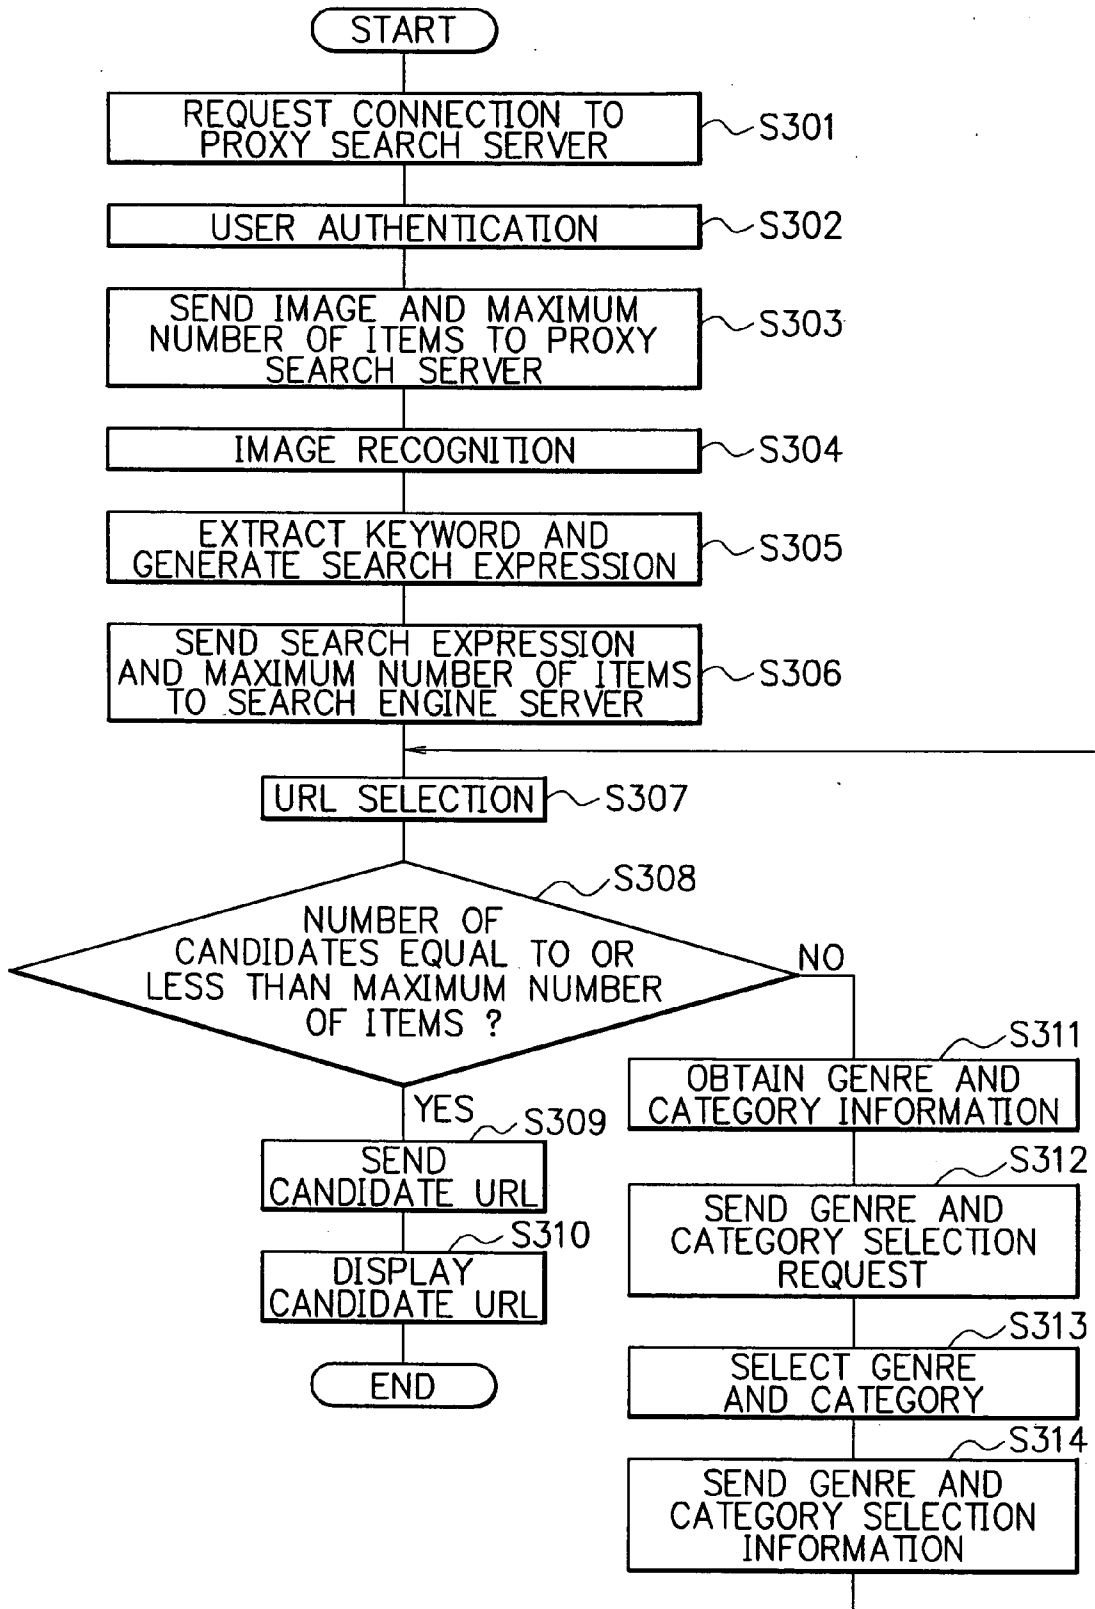 START
REQUEST CONNECTION TO
PROXY SEARCH SERVER
S301
USER AUTHENTICATION
S302
SEND IMAGE AND MAXIMUM
NUMBER OF ITEMS TO PROXY
SEARCH SERVER
S303
IMAGE RECOGNITION
S304
EXTRACT KEYWORD AND
GENERATE SEARCH EXPRESSION
S305
SEND SEARCH EXPRESSION
AND MAXIMUM NUMBER OF ITEMS
TO SEARCH ENGINE SERVER
S306
URL SELECTION
S307
S308
NUMBER OF
CANDIDATES EQUAL TO OR
LESS THAN MAXIMUM NUMBER
OF ITEMS ?
NO
YES
S309
SEND
CANDIDATE URL
S310
DISPLAY
CANDIDATE URL
END
S311
OBTAIN GENRE AND
CATEGORY INFORMATION
S312
SEND GENRE AND
CATEGORY SELECTION
REQUEST
S313
SELECT GENRE
AND CATEGORY
S314
SEND GENRE AND
CATEGORY SELECTION
INFORMATION